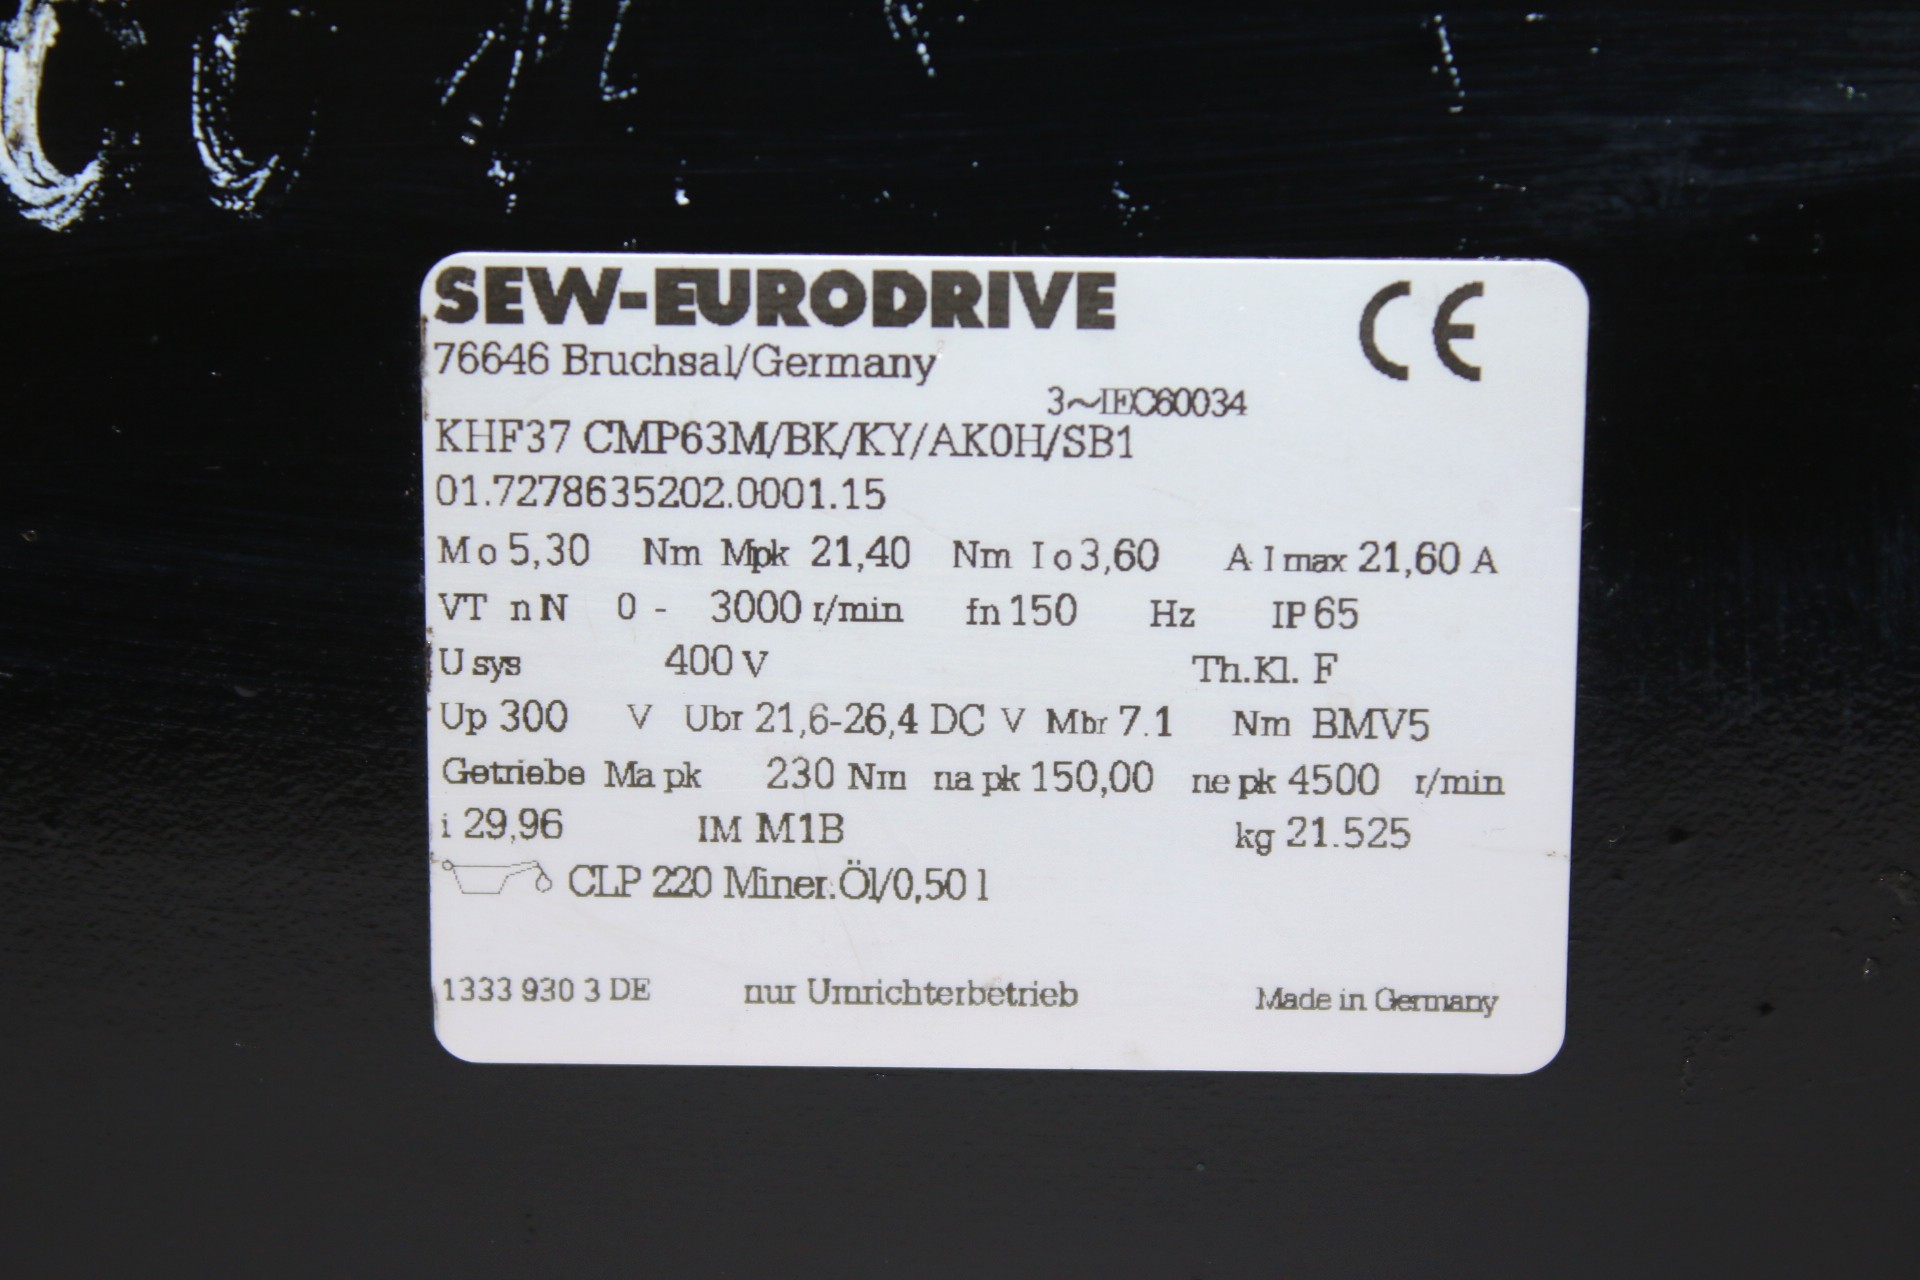 SEW-EURODRIVE CE
76646 Bruchsal/Germany
3~IEC60034
KHF37 CMP63M/BK/KY/AK0H/SB1
01.7278635202.0001.15
Mo 5,30 Nm Mpk 21,40 Nm Io 3,60 A Imax 21,60 A
VT nN 0 - 3000 r/min fn 150 Hz IP 65
U sys 400 V Th.Kl. F
Up 300 V Ubr 21,6-26,4 DC V Mbr 7.1 Nm BMV5
Getriebe Ma pk 230 Nm na pk 150,00 ne pk 4500 r/min
i 29,96 IM M1B kg 21.525
CLP 220 Miner.Öl/0,50 l
1333 930 3 DE nur Umrichterbetrieb Made in Germany